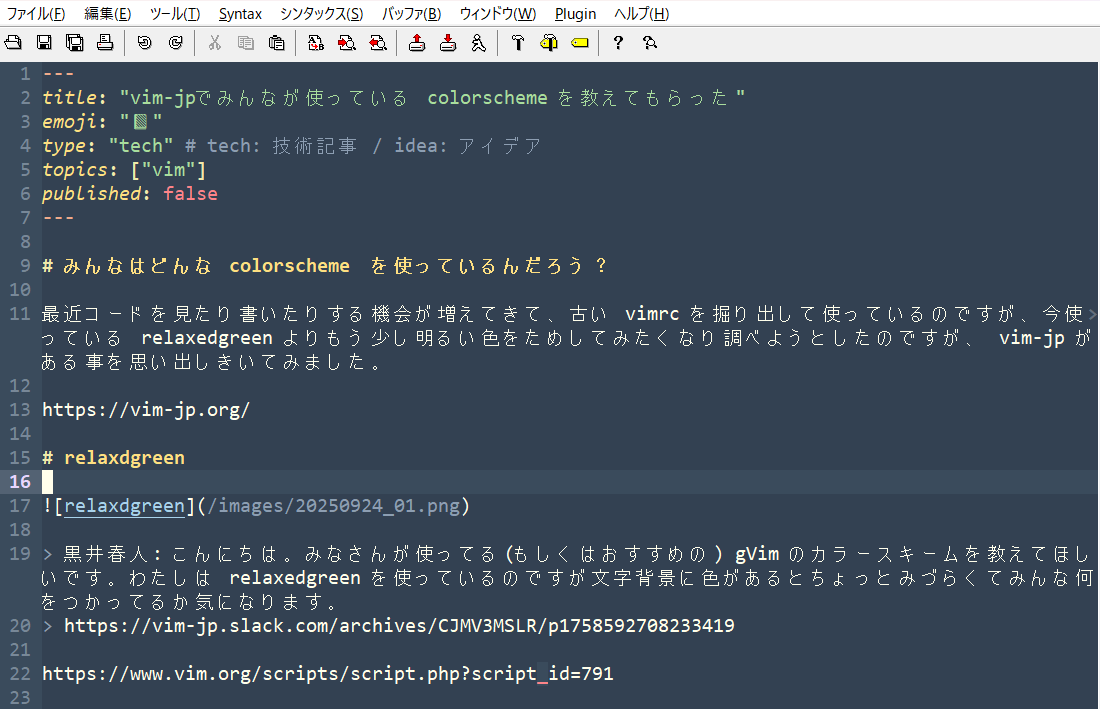 ファイル(F) 編集(E) ツール(T) Syntax シンタックス(S) バッファ(B) ウィンドウ(W) Plugin ヘルプ(H)
1 ---
2 title: "vim-jpでみんなが使っている colorscheme を教えてもらった"
3 emoji: "📗"
4 type: "tech" # tech: 技術記事 / idea: アイデア
5 topics: ["vim"]
6 published: false
7 ---
8
9 # みんなはどんな colorscheme を使っているんだろう？
10
11 最近コードを見たり書いたりする機会が増えてきて、古い vimrc を掘り出して使っているのですが、今使>
っている relaxedgreen よりもう少し明るい色をためしてみたくなり調べようとしたのですが、 vim-jp が
ある事を思い出しきいてみました。
12
13 https://vim-jp.org/
14
15 # relaxdgreen
16
17 ![relaxdgreen](/images/20250924_01.png)
18
19 > 黒井春人: こんにちは。みなさんが使ってる(もしくはおすすめの) gVim のカラースキームを教えてほし
いです。わたしは relaxedgreen を使っているのですが文字背景に色があるとちょっとみづらくてみんな何
をつかってるか気になります。
20 > https://vim-jp.slack.com/archives/CJMV3MSLR/p1758592708233419
21
22 https://www.vim.org/scripts/script.php?script_id=791
23